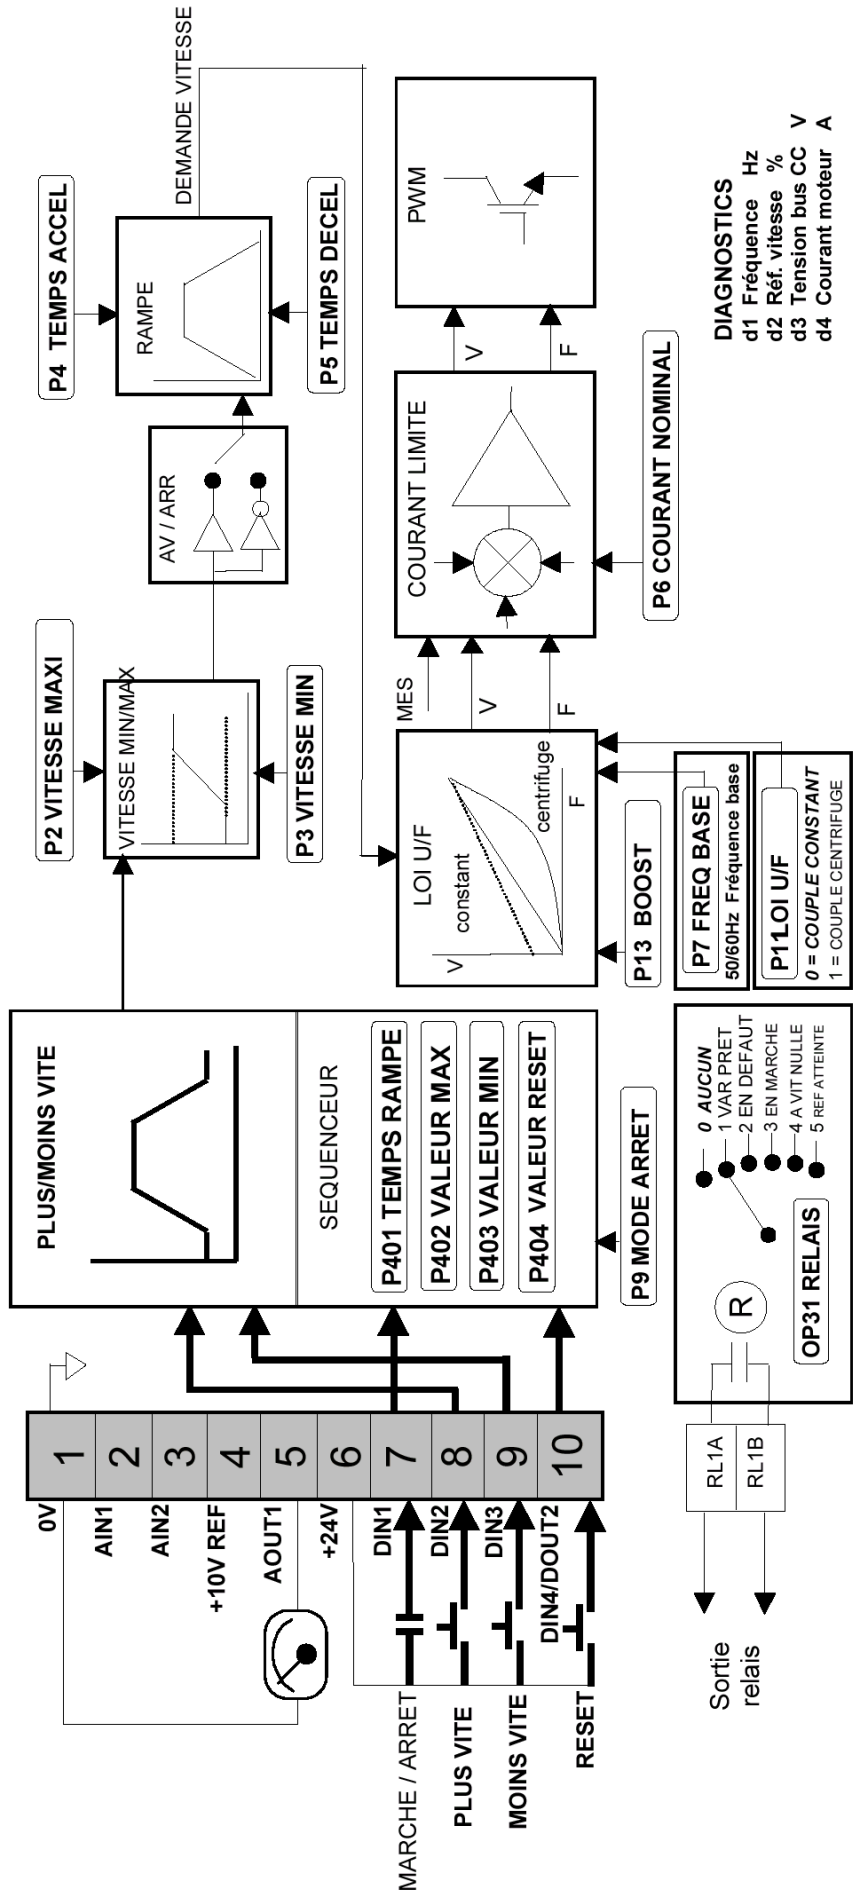 0V
AIN1
AIN2
+10V REF
AOUT1
+24V
DIN1
DIN2
DIN3
DIN4/DOUT2
1
2
3
4
5
6
7
8
9
10
MARCHE / ARRET
PLUS VITE
MOINS VITE
RESET
PLUS/MOINS VITE
SEQUENCEUR
P401 TEMPS RAMPE
P402 VALEUR MAX
P403 VALEUR MIN
P404 VALEUR RESET
P9 MODE ARRET
P2 VITESSE MAXI
VITESSE MIN/MAX
P3 VITESSE MIN
AV / ARR
P4 TEMPS ACCEL
RAMPE
P5 TEMPS DECEL
DEMANDE VITESSE
LOI U/F
V
constant
centrifuge
F
P13 BOOST
P7 FREQ BASE
50/60Hz Fréquence base
P11LOI U/F
0 = COUPLE CONSTANT
1 = COUPLE CENTRIFUGE
MES
V
F
COURANT LIMITE
P6 COURANT NOMINAL
V
F
PWM
Sortie
relais
RL1A
RL1B
R
OP31 RELAIS
0 AUCUN
1 VAR PRET
2 EN DEFAUT
3 EN MARCHE
4 A VIT NULLE
5 REF ATTEINTE
DIAGNOSTICS
d1 Fréquence Hz
d2 Réf. vitesse %
d3 Tension bus CC V
d4 Courant moteur A